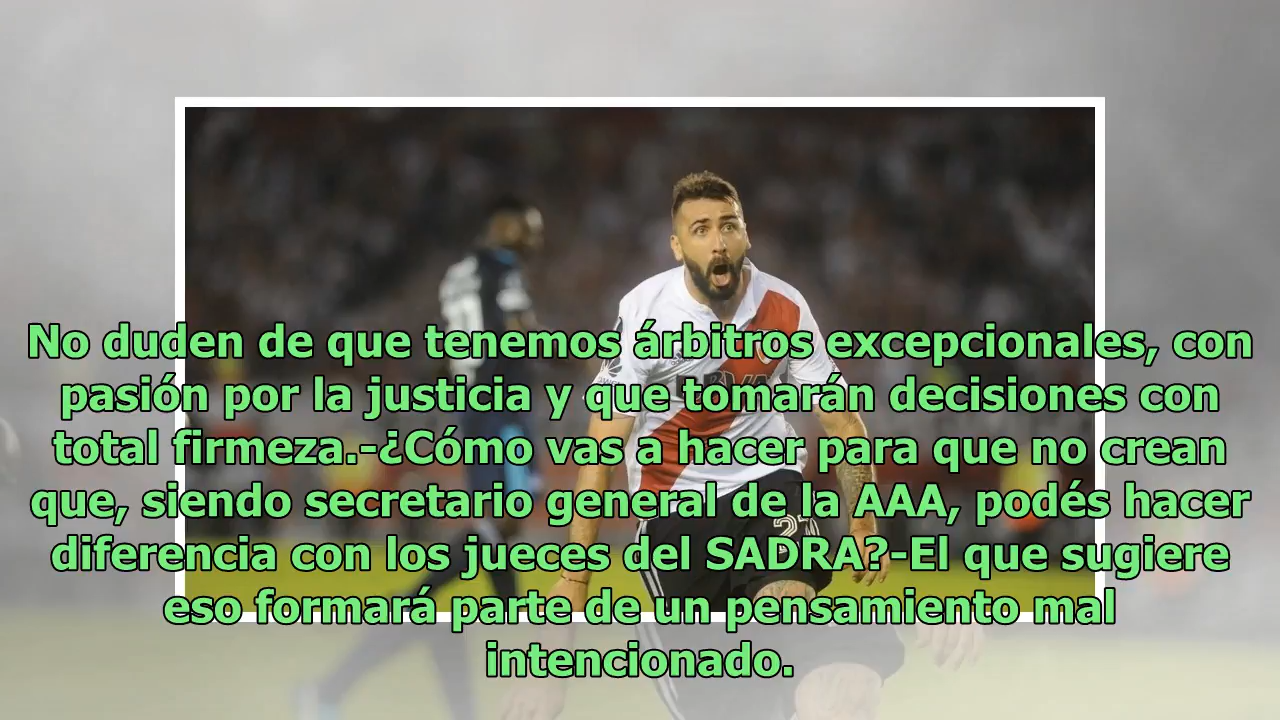 No duden de que tenemos árbitros excepcionales, con
pasión por la justicia y que tomarán decisiones con
total firmeza.-¿Cómo vas a hacer para que no crean
que, siendo secretario general de la AAA, podés hacer
diferencia con los jueces del SADRA?-El que sugiere
eso formará parte de un pensamiento mal
intencionado.
27